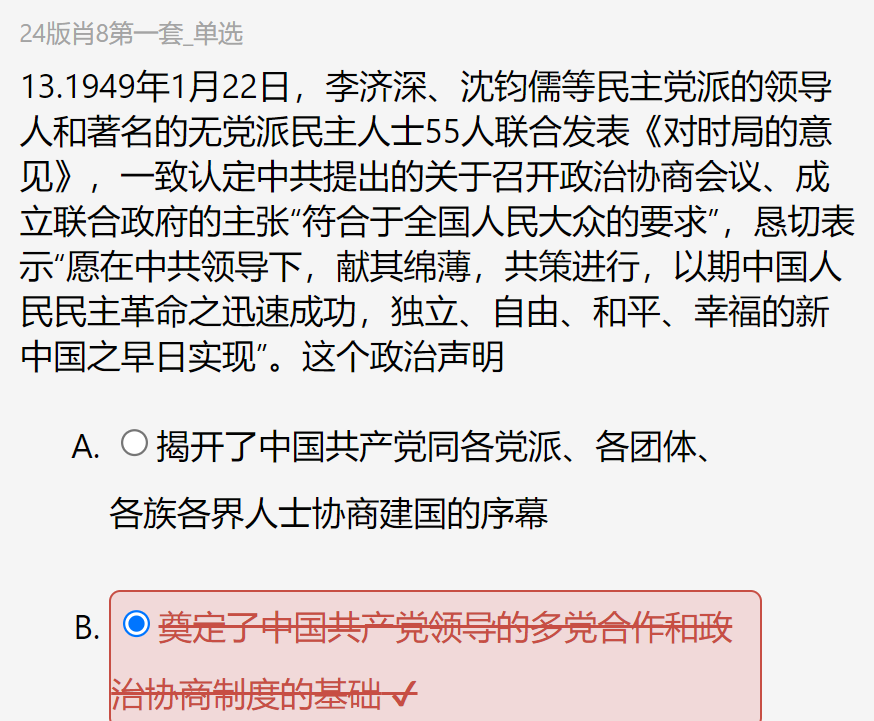 24版肖8第一套_单选
13.1949年1月22日，李济深、沈钧儒等民主党派的领导
人和著名的无党派民主人士55人联合发表《对时局的意
见》，一致认定中共提出的关于召开政治协商会议、成
立联合政府的主张“符合于全国人民大众的要求”，恳切表
示“愿在中共领导下，献其绵薄，共策进行，以期中国人
民民主革命之迅速成功，独立、自由、和平、幸福的新
中国之早日实现”。这个政治声明
A. 揭开了中国共产党同各党派、各团体、
各族各界人士协商建国的序幕
B. 奠定了中国共产党领导的多党合作和政
治协商制度的基础 ✓